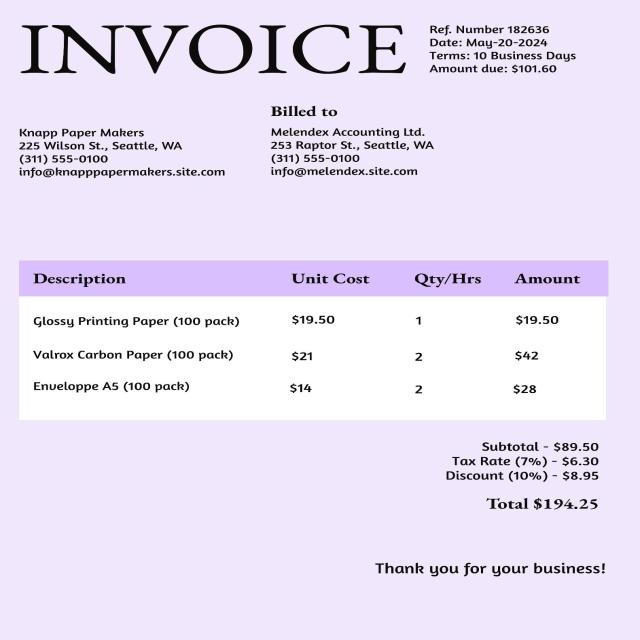 INVOICE
Ref. Number 182636
Date: May-20-2024
Terms: 10 Business Days
Amount due: $101.60
Knapp Paper Makers
225 Wilson St., Seattle, WA
(311) 555-0100
info@knapppapermakers.site.com
Billed to
Melendex Accounting Ltd.
253 Raptor St., Seattle, WA
(311) 555-0100
info@melendex.site.com
Description Unit Cost Qty/Hrs Amount
Glossy Printing Paper (100 pack) $19.50 1 $19.50
Valrox Carbon Paper (100 pack) $21 2 $42
Enveloppe A5 (100 pack) $14 2 $28
Subtotal - $89.50
Tax Rate (7%) - $6.30
Discount (10%) - $8.95
Total $194.25
Thank you for your business!